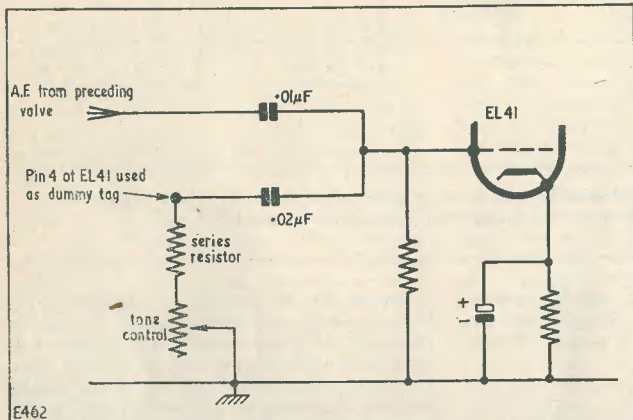 A.F. from preceding
valve
.01µF
EL41
Pin 4 of EL41 used
as dummy tag
.02µF
series
resistor
tone
control
+
−
E462